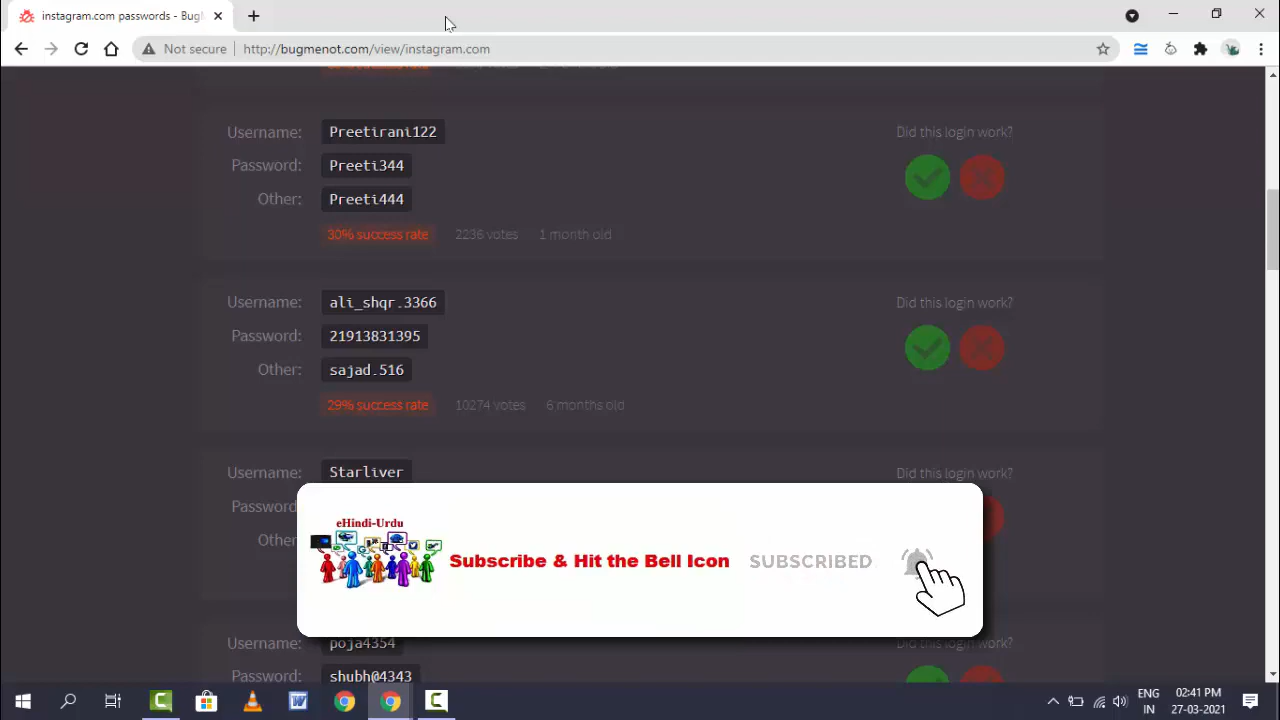 instagram.com passwords - BugM
Not secure
http://bugmenot.com/view/instagram.com
Username: Preetirani122 Did this login work?
Password: Preeti344
Other: Preeti444
30% success rate 2236 votes 1 month old
Username: ali_shqr.3366 Did this login work?
Password: 21913831395
Other: sajad.516
29% success rate 10274 votes 6 months old
Username: Starliver Did this login work?
Password:
Other:
eHindi-Urdu
Subscribe & Hit the Bell Icon SUBSCRIBED
poja4354 Did this login work?
Password: shubh@4343
ENG 02:41 PM
IN 27-03-2021